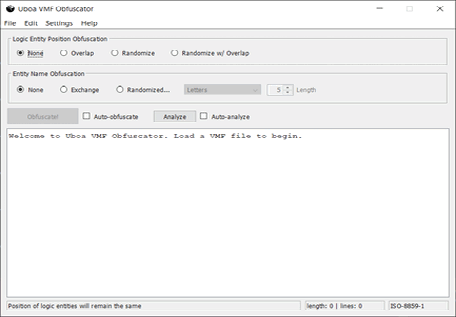 Uboa VMF Obfuscator
File Edit Settings Help
Logic Entity Position Obfuscation
None Overlap Randomize Randomize w/ Overlap
Entity Name Obfuscation
None Exchange Randomized... Letters 5 Length
Obfuscate! Auto-obfuscate Analyze Auto-analyze
Welcome to Uboa VMF Obfuscator. Load a VMF file to begin.
Position of logic entities will remain the same length: 0 | lines: 0 ISO-8859-1